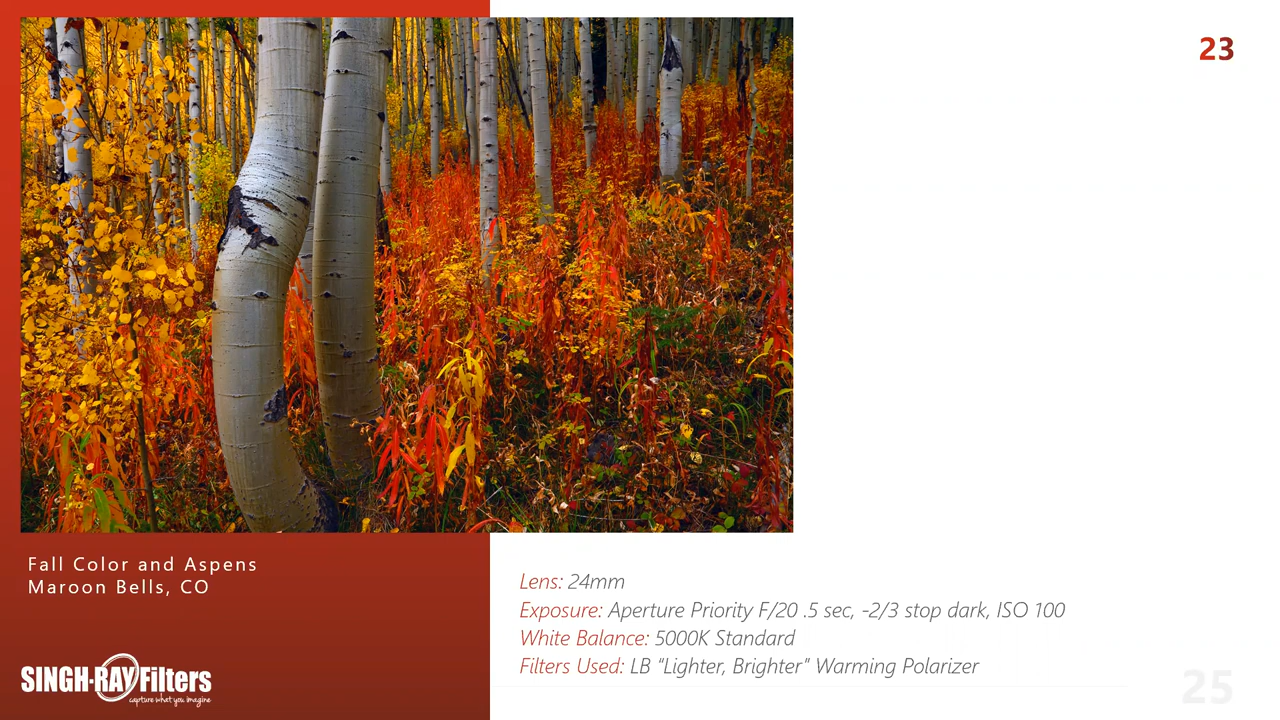 23
Fall Color and Aspens
Maroon Bells, CO
Lens: 24mm
Exposure: Aperture Priority F/20 .5 sec, -2/3 stop dark, ISO 100
White Balance: 5000K Standard
Filters Used: LB "Lighter, Brighter" Warming Polarizer
SINGH-RAY Filters
capture what you imagine
25